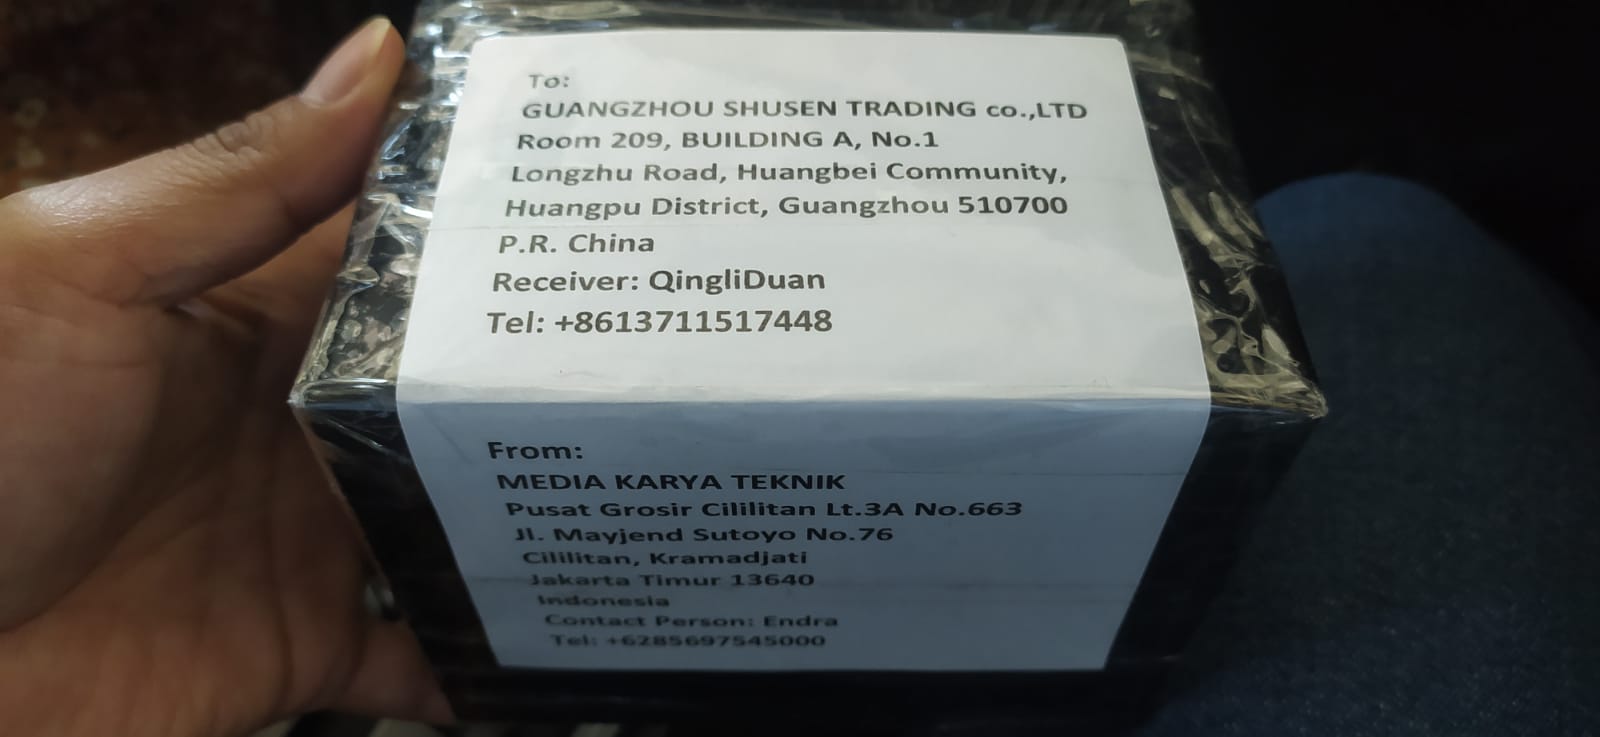 To:
GUANGZHOU SHUSEN TRADING co.,LTD
Room 209, BUILDING A, No.1
Longzhu Road, Huangbei Community,
Huangpu District, Guangzhou 510700
P.R. China
Receiver: QingliDuan
Tel: +8613711517448
From:
MEDIA KARYA TEKNIK
Pusat Grosir Cililitan Lt.3A No.663
Jl. Mayjend Sutoyo No.76
Cililitan, Kramadjati
Jakarta Timur 13640
Indonesia
Contact Person: Endra
Tel: +6285697545000